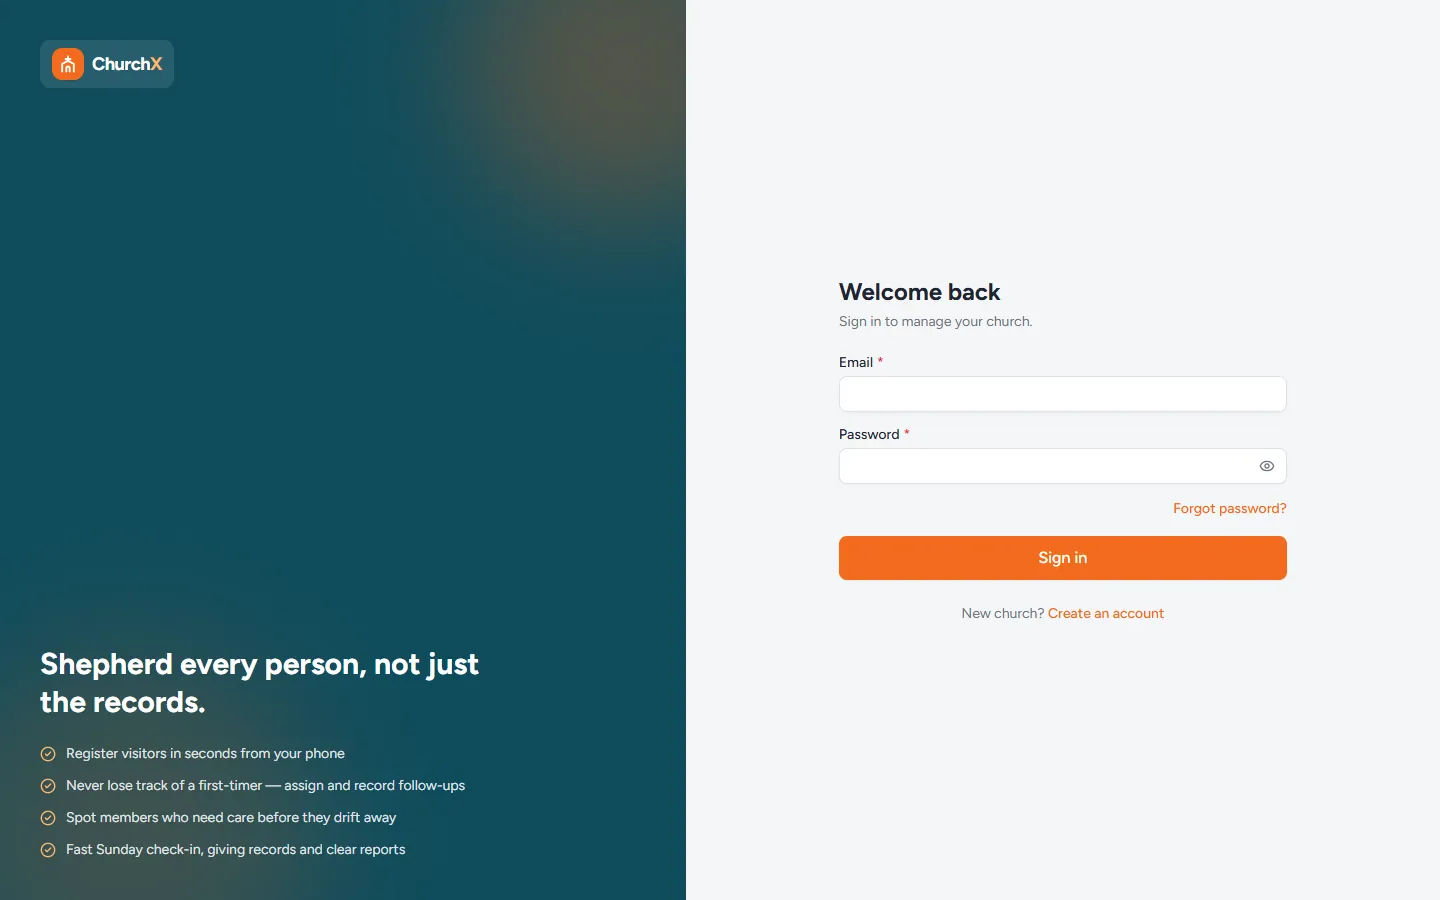 ChurchX
Shepherd every person, not just
the records.
Register visitors in seconds from your phone
Never lose track of a first-timer — assign and record follow-ups
Spot members who need care before they drift away
Fast Sunday check-in, giving records and clear reports
Welcome back
Sign in to manage your church.
Email *
Password *
Forgot password?
Sign in
New church? Create an account